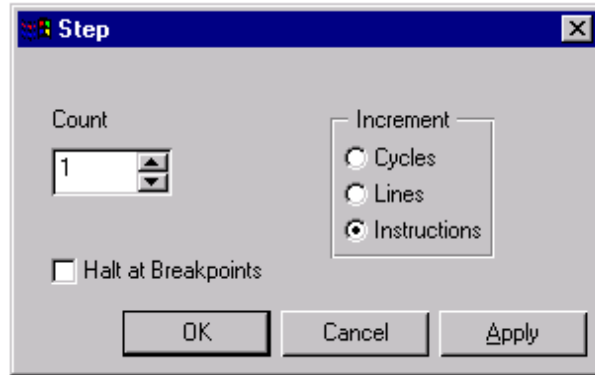 Step
Count
1
Increment
Cycles
Lines
Instructions
Halt at Breakpoints
OK
Cancel
Apply